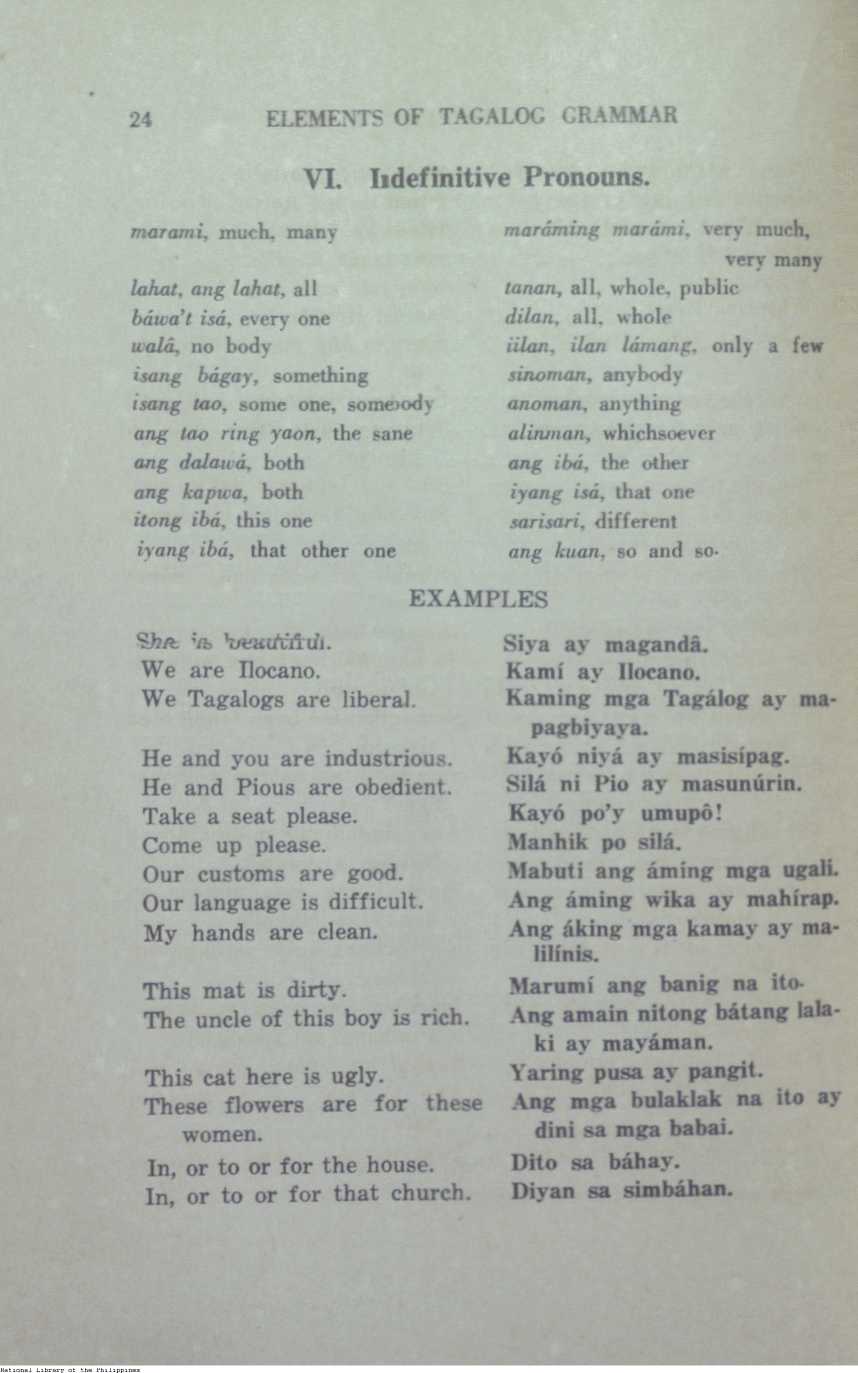 24 ELEMENTS OF TAGALOG GRAMMAR
VI. Indefinitive Pronouns.
marami, much, many
lahat, ang lahat, all
báwa't isá, every one
walâ, no body
isang bágay, something
isang tao, some one, somebody
ang tao ring yaon, the sane
ang dalawá, both
ang kapwa, both
itong ibá, this one
iyang ibá, that other one
maráming marámi, very much,
very many
tanan, all, whole, public
dilan, all, whole
iilan, ilan lámang, only a few
sinoman, anybody
anoman, anything
alinman, whichsoever
ang ibá, the other
iyang isá, that one
sarisari, different
ang kuan, so and so.
EXAMPLES
She is beautiful. Siya ay magandâ.
We are Ilocano. Kamí ay Ilocano.
We Tagalogs are liberal. Kaming mga Tagálog ay ma-
pagbiyaya.
He and you are industrious. Kayó niyá ay masisípag.
He and Pious are obedient. Silá ni Pio ay masunúrin.
Take a seat please. Kayó po'y umupô!
Come up please. Manhik po silá.
Our customs are good. Mabuti ang áming mga ugali.
Our language is difficult. Ang áming wika ay mahírap.
My hands are clean. Ang áking mga kamay ay ma-
lilínis.
This mat is dirty. Marumí ang banig na ito.
The uncle of this boy is rich. Ang amain nitong bátang lala-
ki ay mayáman.
This cat here is ugly. Yaring pusa ay pangit.
These flowers are for these Ang mga bulaklak na ito ay
women. dini sa mga babai.
In, or to or for the house. Dito sa báhay.
In, or to or for that church. Diyan sa simbáhan.
National Library of the Philippines